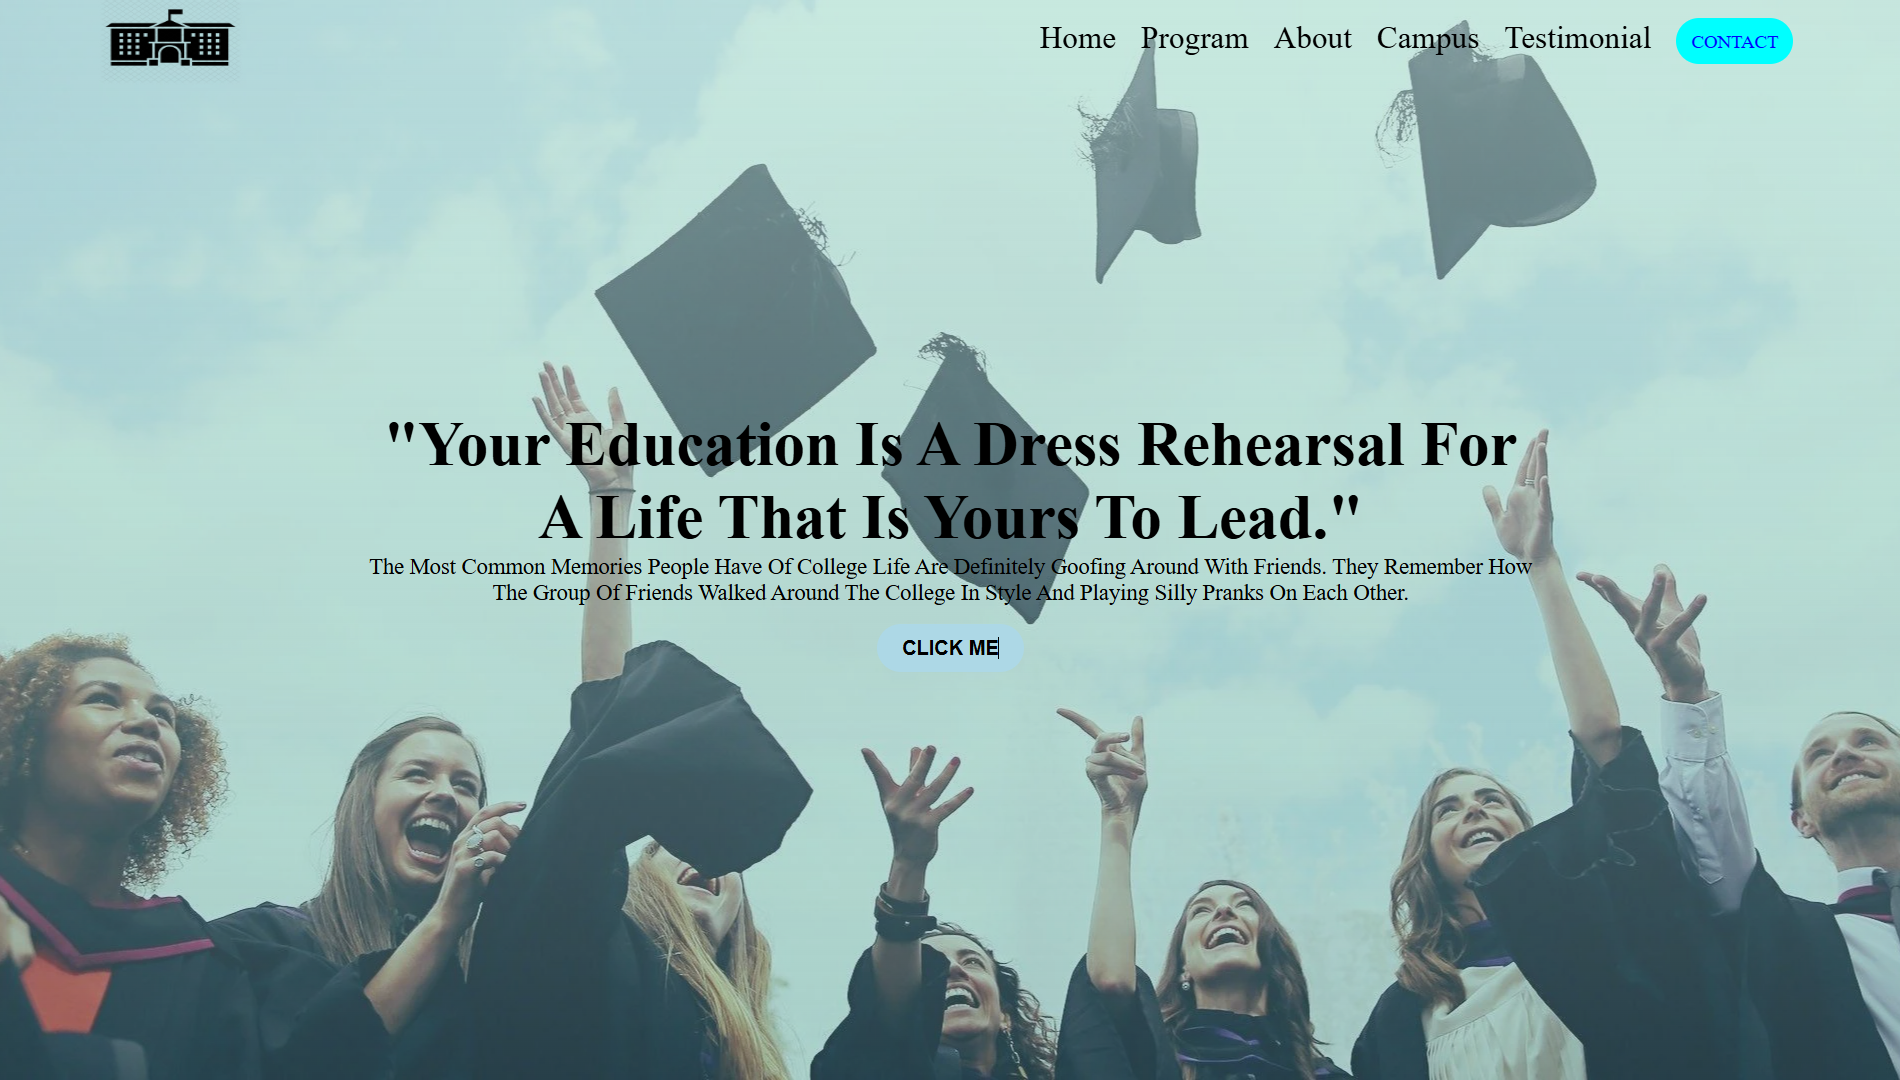 Home Program About Campus Testimonial CONTACT
"Your Education Is A Dress Rehearsal For
A Life That Is Yours To Lead."
The Most Common Memories People Have Of College Life Are Definitely Goofing Around With Friends. They Remember How
The Group Of Friends Walked Around The College In Style And Playing Silly Pranks On Each Other.
CLICK ME